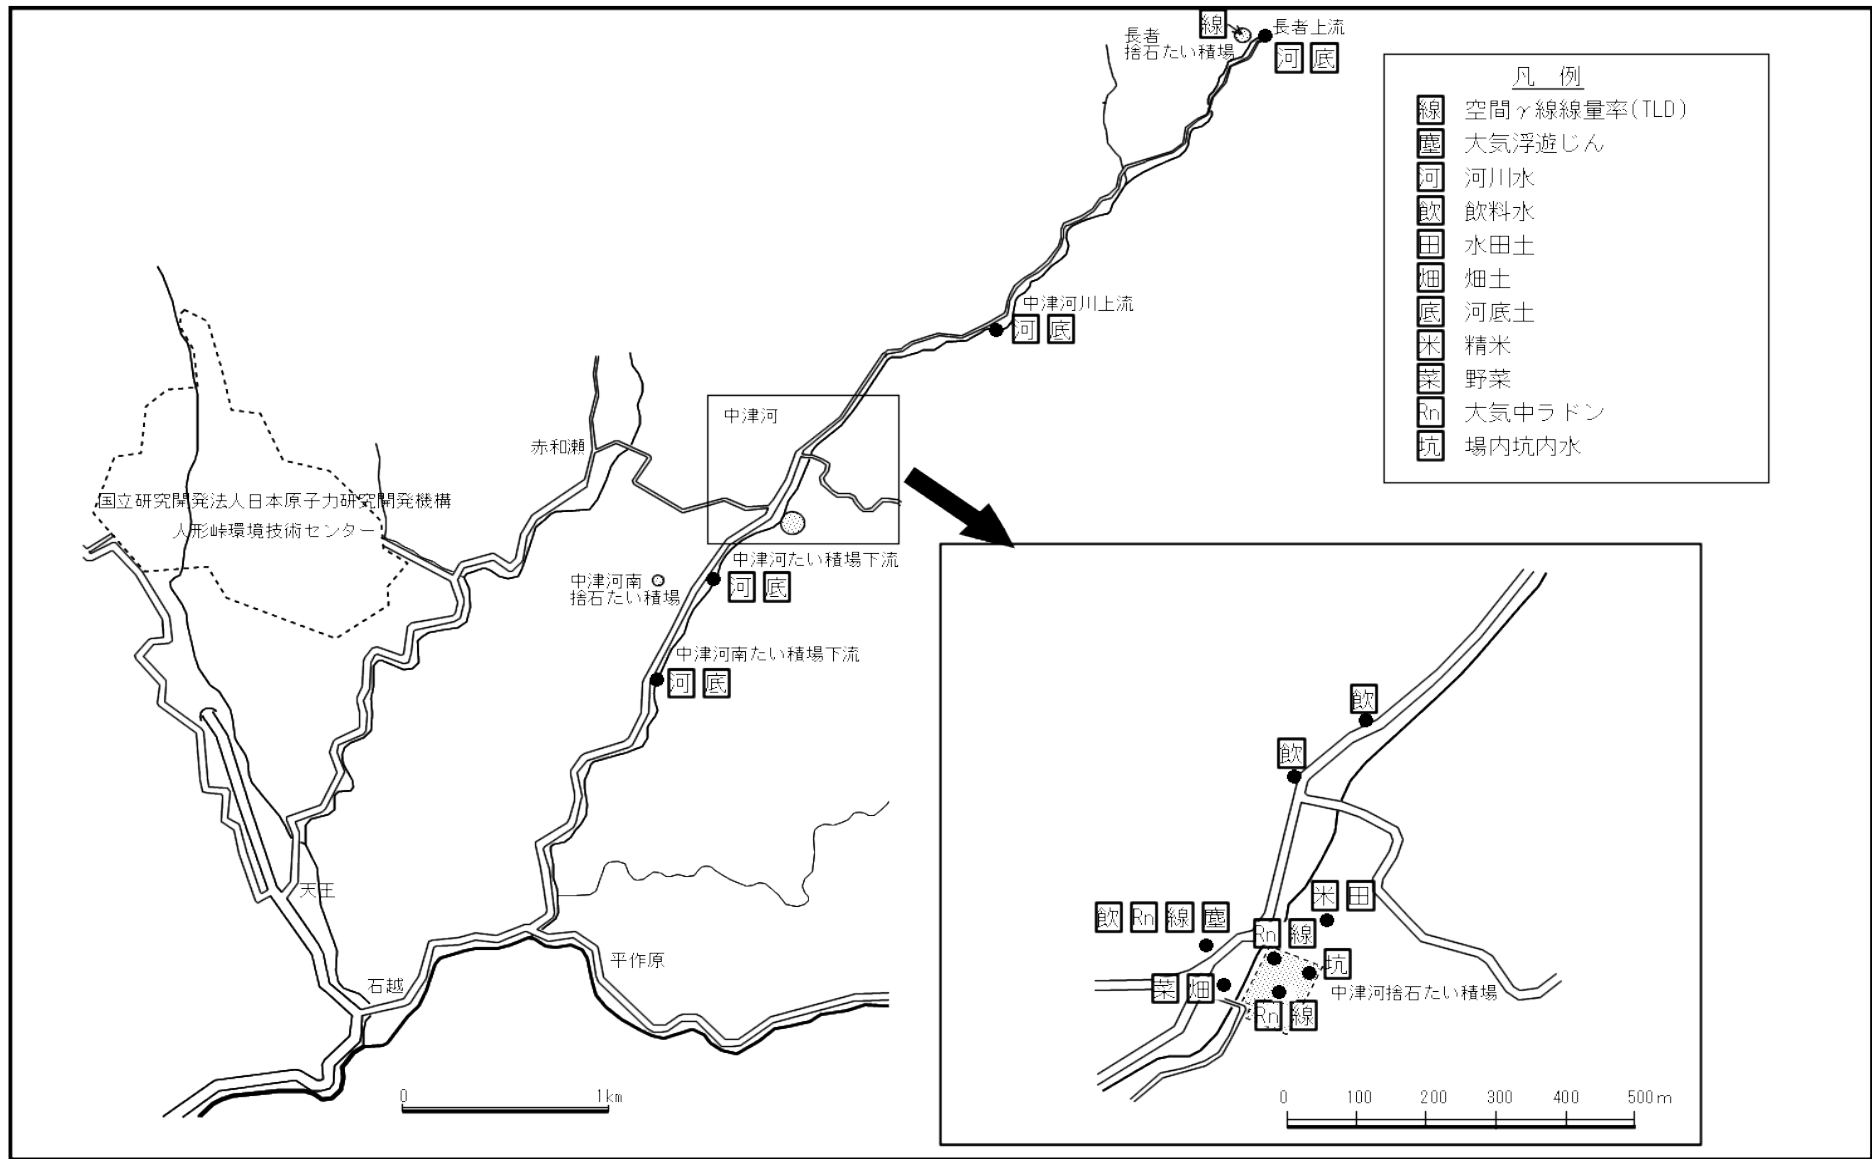 線
長者上流
長者
捨石たい積場
河 底
凡 例
線 空間γ線線量率(TLD)
塵 大気浮遊じん
河 河川水
飲 飲料水
田 水田土
畑 畑土
底 河底土
米 精米
菜 野菜
Rn 大気中ラドン
坑 場内坑内水
中津河川上流
河 底
中津河
赤和瀬
国立研究開発法人日本原子力研究開発機構
人形峠環境技術センター
中津河たい積場下流
河 底
中津河南
捨石たい積場
中津河南たい積場下流
河 底
天王
石越
平作原
0 1km
飲
飲
米 田
飲 Rn 線 塵
Rn 線
坑
菜 畑
中津河捨石たい積場
Rn 線
0 100 200 300 400 500m